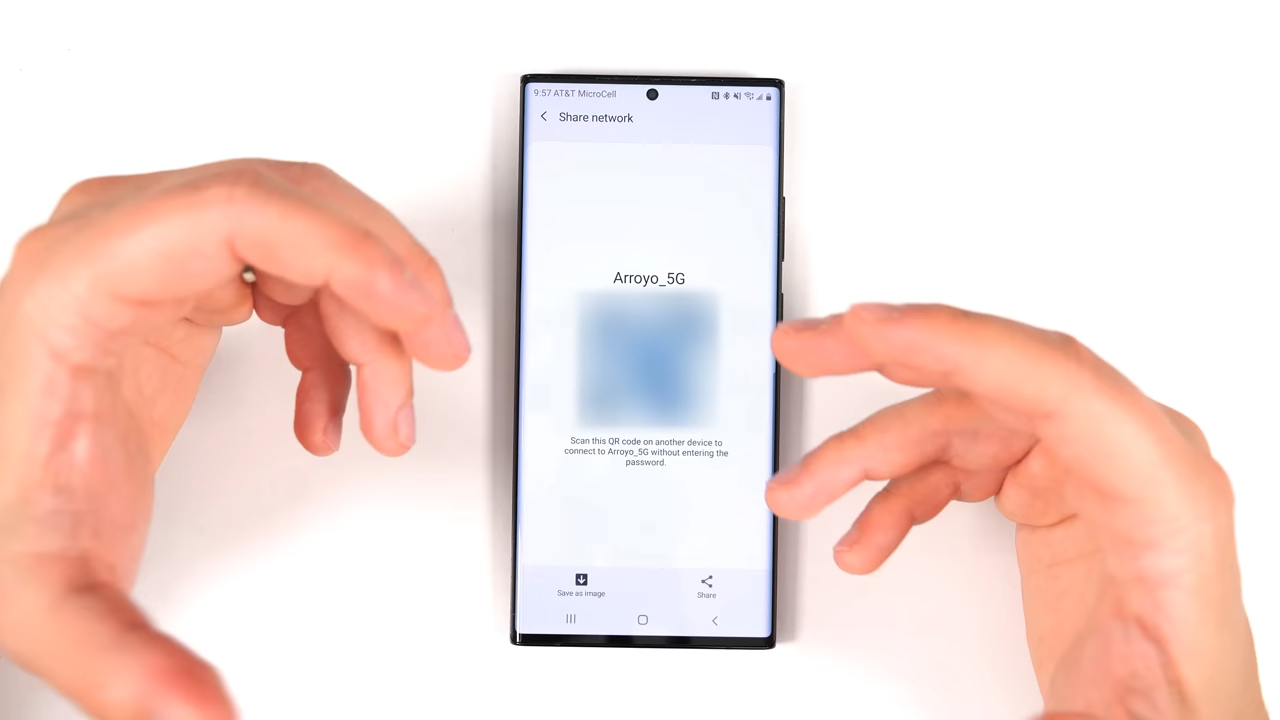 9:57 AT&T MicroCell
Share network
Arroyo_5G
Scan this QR code on another device to
connect to Arroyo_5G without entering the
password.
Save as image
Share